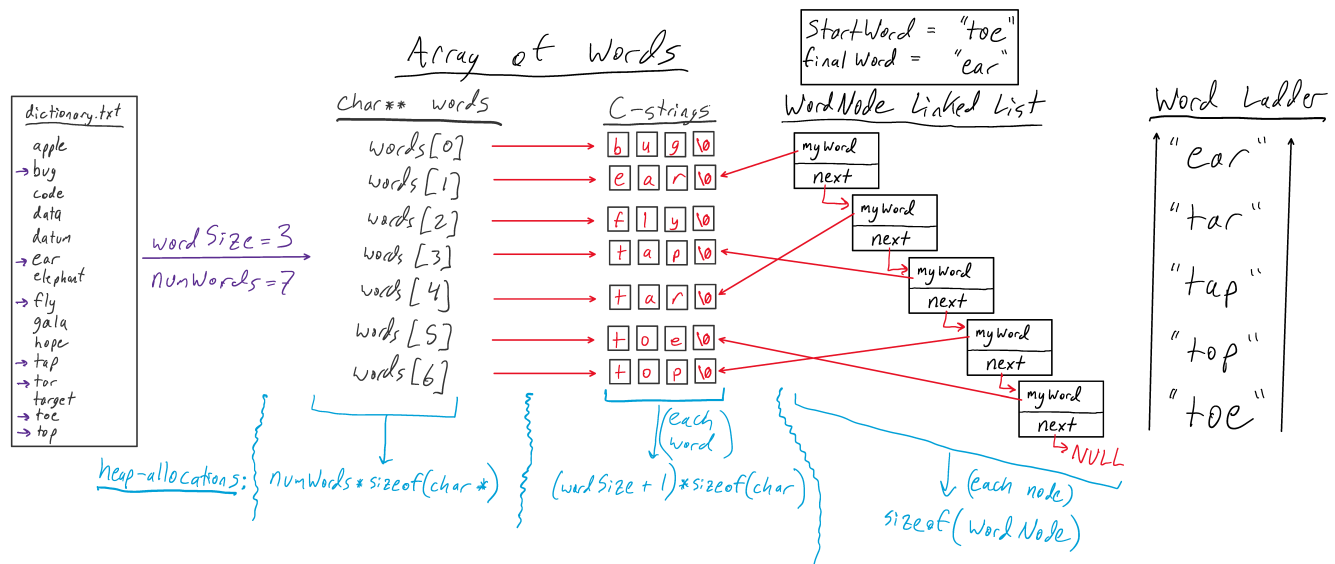 StartWord = "toe"
finalWord = "ear"
Array of Words
dictionary.txt
apple
bug
code
data
datum
ear
elephant
fly
gala
hope
tap
tar
target
toe
top
wordSize = 3
numWords = 7
char** words
words[0]
words[1]
words[2]
words[3]
words[4]
words[5]
words[6]
C-strings
b u g \0
e a r \0
f l y \0
t a p \0
t a r \0
t o e \0
t o p \0
WordNode Linked List
myWord
next
myWord
next
myWord
next
myWord
next
myWord
next
NULL
Word Ladder
"ear"
"tar"
"tap"
"top"
"toe"
heap-allocations:
numWords * sizeof(char *)
(each
word)
(wordSize + 1) * sizeof(char)
(each node)
sizeof(WordNode)